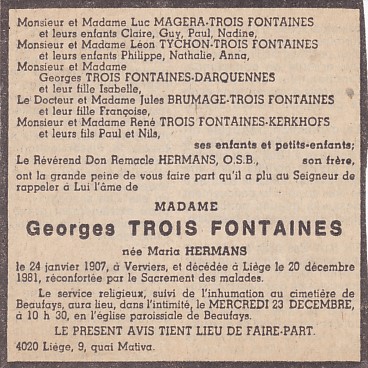 Monsieur et Madame Luc MAGERA-TROIS FONTAINES
et leurs enfants Claire, Guy, Paul, Nadine,
Monsieur et Madame Léon TYCHON-TROIS FONTAINES
et leurs enfants Philippe, Nathalie, Anna,
Monsieur et Madame
Georges TROIS FONTAINES-DARQUENNES
et leur fille Isabelle,
Le Docteur et Madame Jules BRUMAGE-TROIS FONTAINES
et leur fille Françoise,
Monsieur et Madame René TROIS FONTAINES-KERKHOFS
et leurs fils Paul et Nils,
ses enfants et petits-enfants;
Le Révérend Don Remacle HERMANS, O.S.B., son frère,
ont la grande peine de vous faire part qu'il a plu au Seigneur de
rappeler à Lui l'âme de
MADAME
Georges TROIS FONTAINES
née Maria HERMANS
le 24 janvier 1907, à Verviers, et décédée à Liège le 20 décembre
1981, réconfortée par le Sacrement des malades.
Le service religieux, suivi de l'inhumation au cimetière de
Beaufays, aura lieu, dans l'intimité, le MERCREDI 23 DECEMBRE,
à 10 h 30, en l'église paroissiale de Beaufays.
LE PRESENT AVIS TIENT LIEU DE FAIRE-PART.
4020 Liège, 9, quai Mativa.